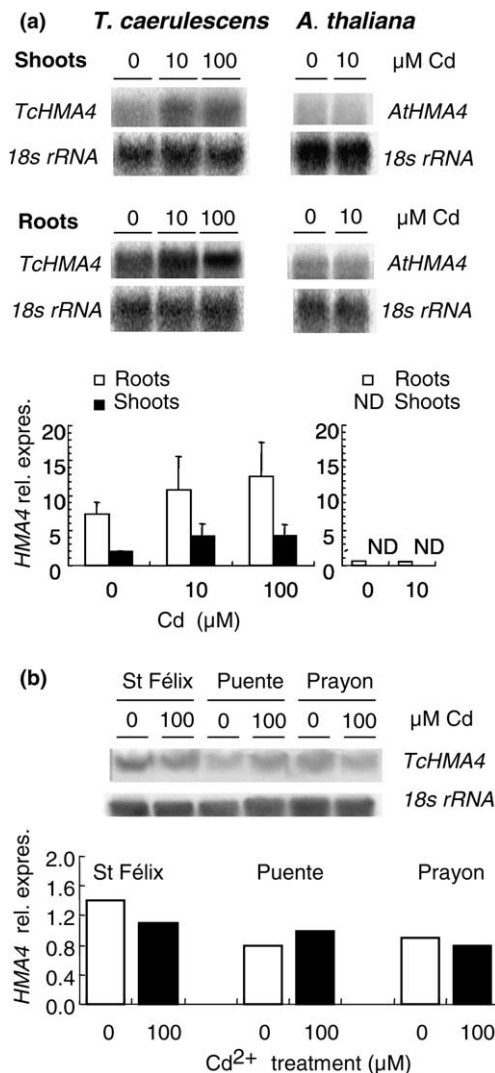 (a) T. caerulescens A. thaliana
Shoots 0 10 100 0 10 μM Cd
TcHMA4 AtHMA4
18s rRNA 18s rRNA
Roots 0 10 100 0 10 μM Cd
TcHMA4 AtHMA4
18s rRNA 18s rRNA
Roots Roots
Shoots ND Shoots
HMA4 rel. expres.
20 20
15 15
10 10
5 5
0 0
ND ND
0 10 100 0 10
Cd (μM)
(b)
St Félix Puente Prayon
0 100 0 100 0 100 μM Cd
TcHMA4
18s rRNA
HMA4 rel. expres.
1.8
1.2
0.8
0.4
0.0
St Félix Puente Prayon
0 100 0 100 0 100
Cd2+ treatment (μM)